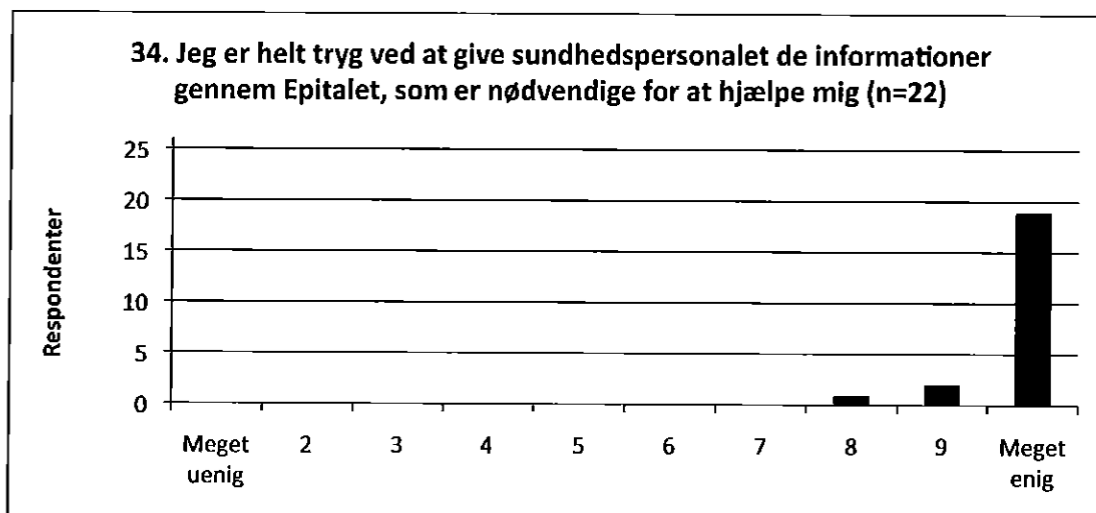 34. Jeg er helt tryg ved at give sundhedspersonalet de informationer
gennem Epitalet, som er nødvendige for at hjælpe mig (n=22)
Respondenter
25
20
15
10
5
0
Meget uenig 2 3 4 5 6 7 8 9 Meget enig